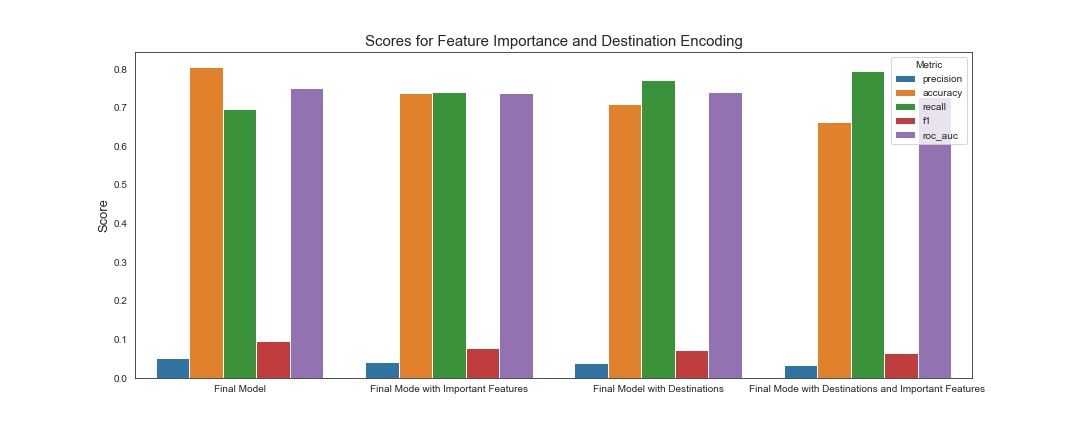 Scores for Feature Importance and Destination Encoding
Metric
precision
accuracy
recall
f1
roc_auc
Score
0.8
0.7
0.6
0.5
0.4
0.3
0.2
0.1
0.0
Final Model
Final Mode with Important Features
Final Model with Destinations
Final Mode with Destinations and Important Features